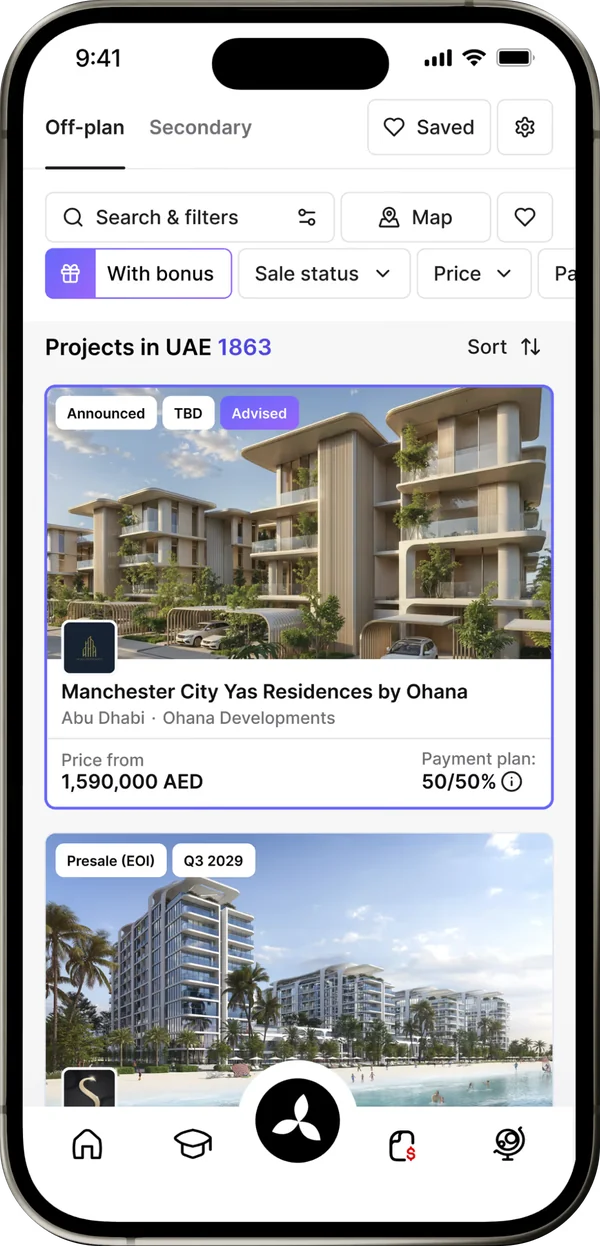 9:41
Off-plan Secondary Saved
Search & filters Map
With bonus Sale status Price Pa
Projects in UAE 1863 Sort
Announced TBD Advised
Manchester City Yas Residences by Ohana
Abu Dhabi · Ohana Developments
Price from Payment plan:
1,590,000 AED 50/50%
Presale (EOI) Q3 2029
$